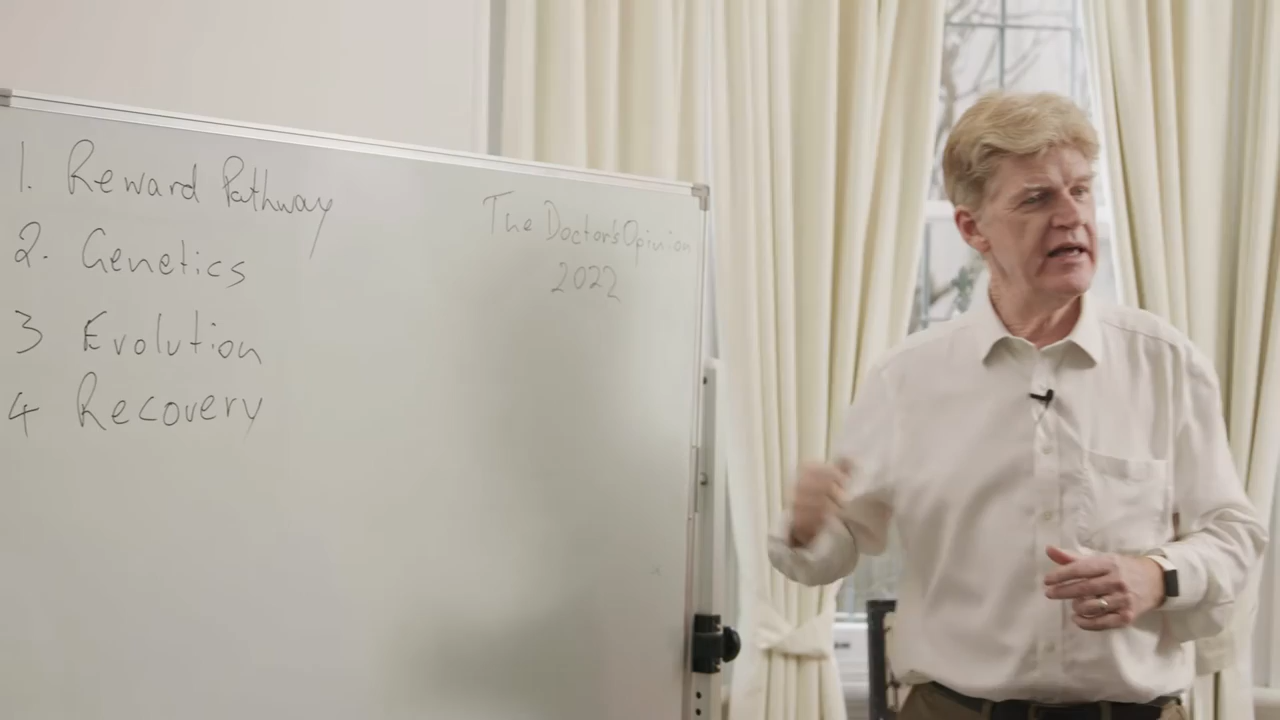 1. Reward Pathway
2. Genetics
3 Evolution
4 Recovery
The Doctor's Opinion
2022